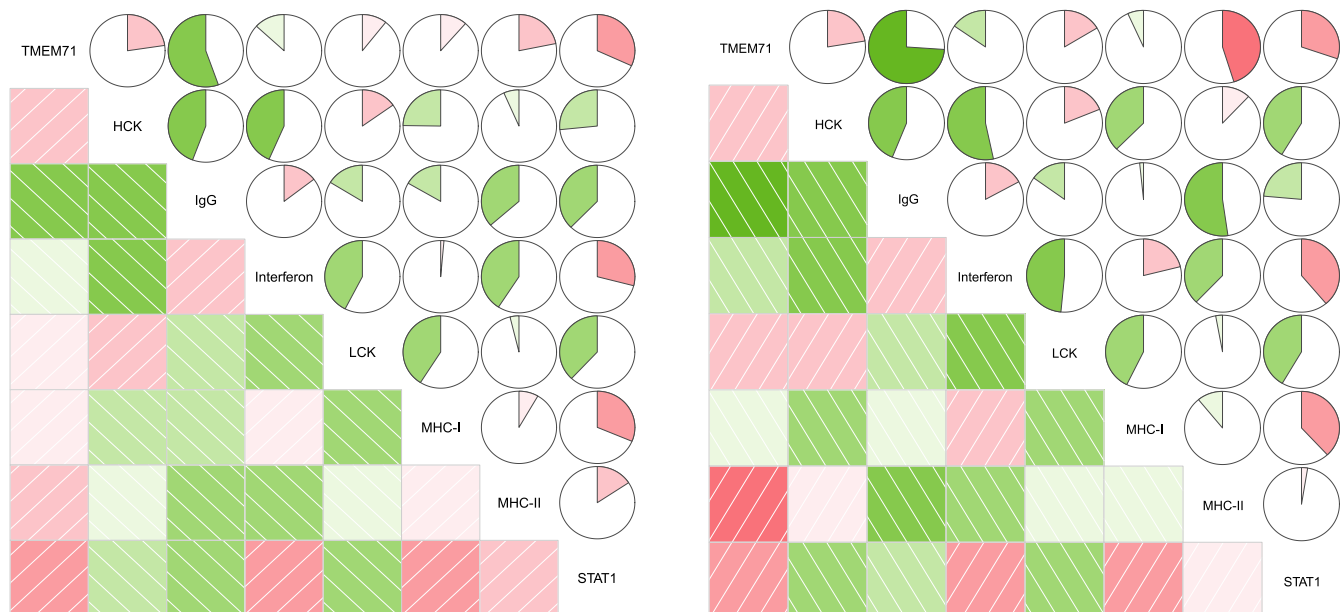 TMEM71
HCK
IgG
Interferon
LCK
MHC-I
MHC-II
STAT1
TMEM71
HCK
IgG
Interferon
LCK
MHC-I
MHC-II
STAT1